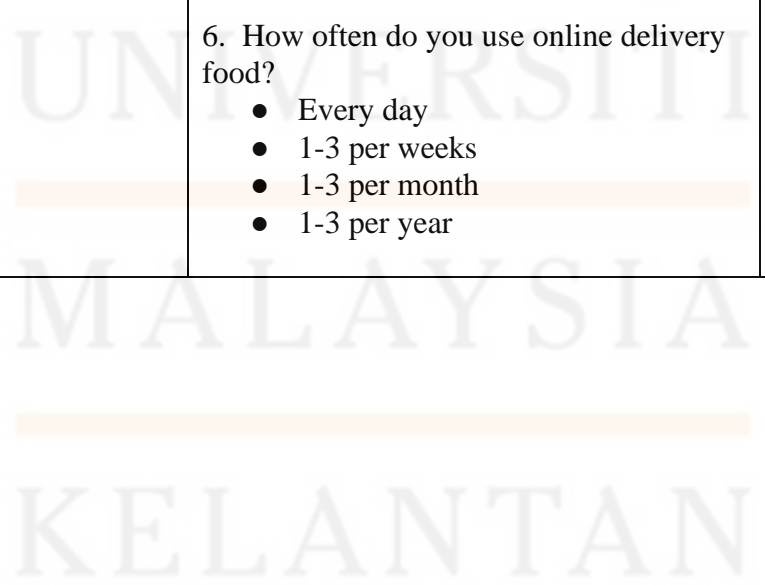 UNIVERSITI
6. How often do you use online delivery
food?
● Every day
● 1-3 per weeks
● 1-3 per month
● 1-3 per year
MALAYSIA
KELANTAN